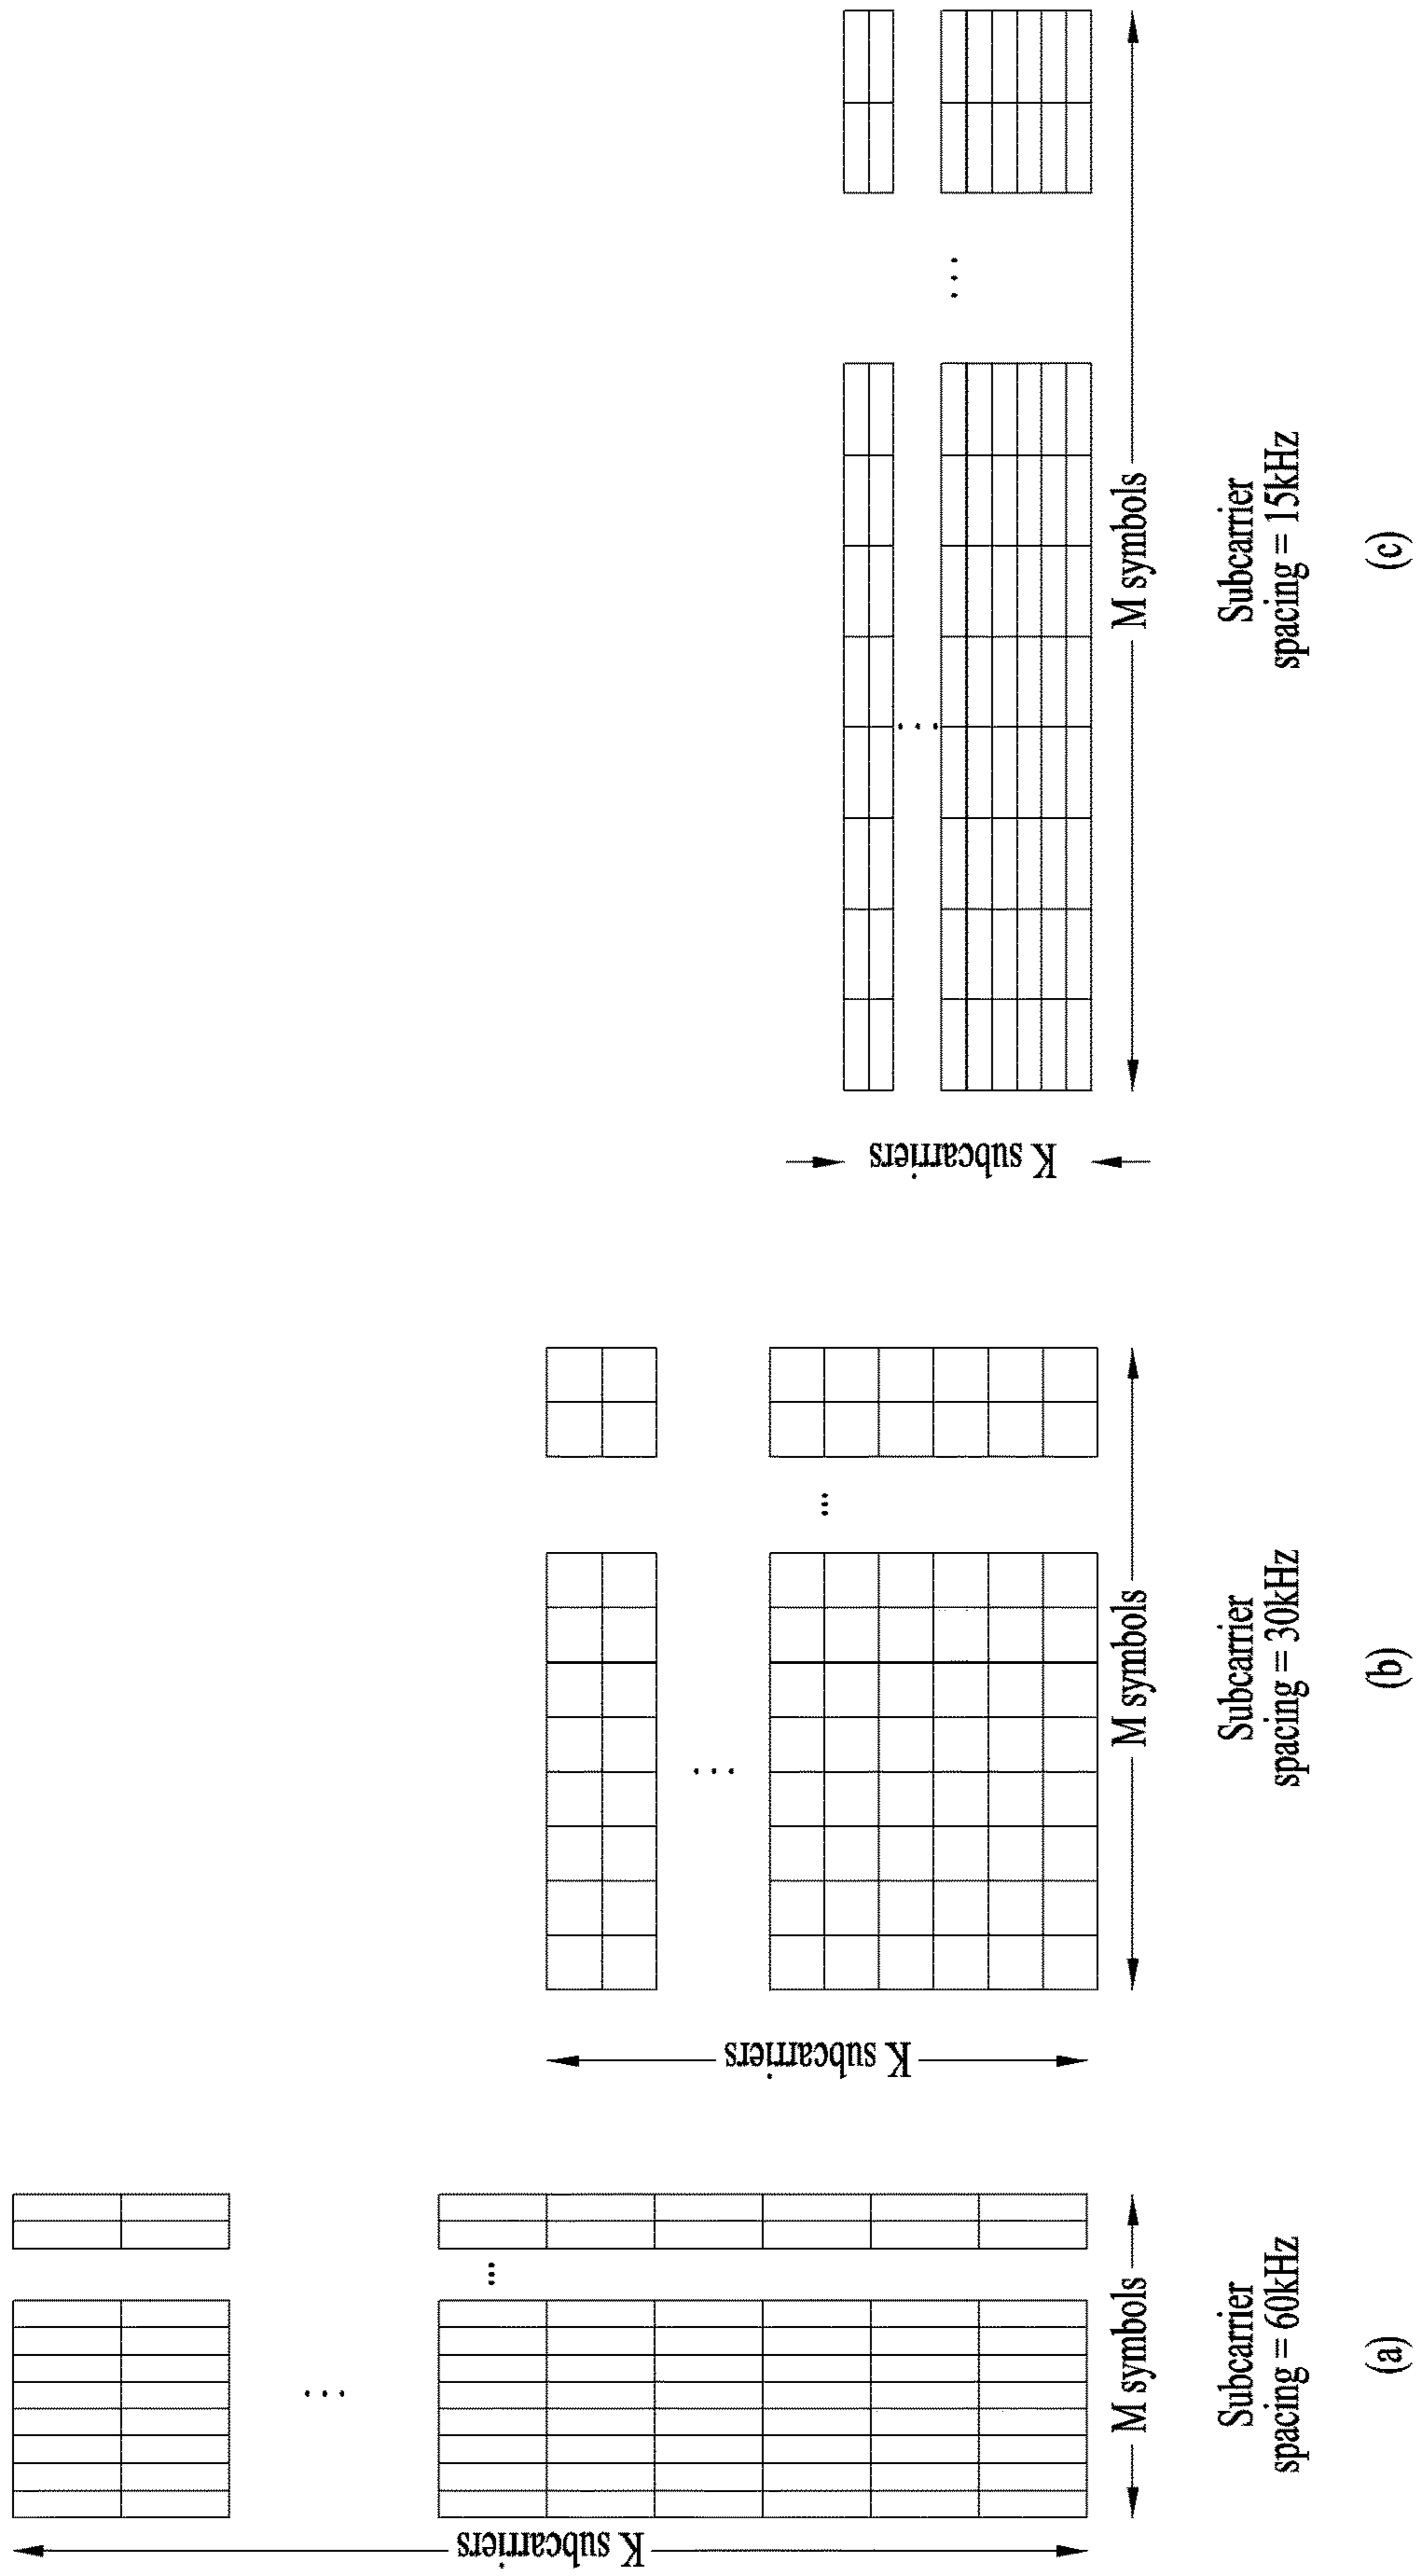 K subcarriers
M symbols
Subcarrier
spacing = 60kHz
(a)
K subcarriers
M symbols
Subcarrier
spacing = 30kHz
(b)
K subcarriers
M symbols
Subcarrier
spacing = 15kHz
(c)